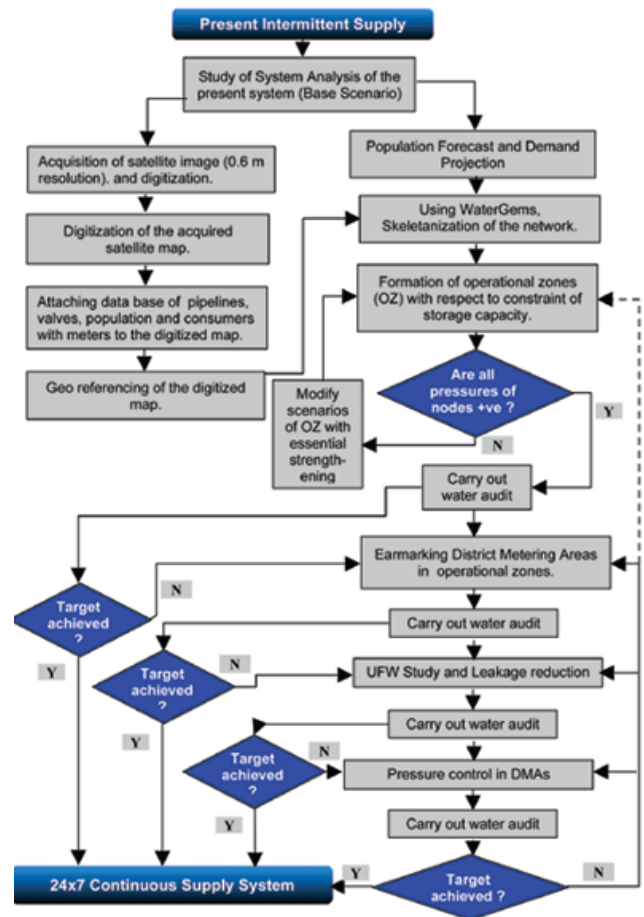 Present Intermittent Supply
Study of System Analysis of the
present system (Base Scenario)
Acquisition of satellite image (0.6 m
resolution). and digitization.
Population Forecast and Demand
Projection
Digitization of the acquired
satellite map.
Using WaterGems,
Skeletanization of the network.
Attaching data base of pipelines,
valves, population and consumers
with meters to the digitized map.
Formation of operational zones
(OZ) with respect to constraint of
storage capacity.
Geo referencing of the digitized
map.
Modify
scenarios
of OZ with
essential
strength-
ening
Are all
pressures of
nodes +ve ?
Y
N
Carry out
water audit
Earmarking District Metering Areas
in operational zones.
Target
achieved
?
N
Y
Carry out water audit
Target
achieved
?
N
Y
UFW Study and Leakage reduction
Carry out water audit
Target
achieved
?
N
Y
Pressure control in DMAs
Carry out water audit
Target
achieved ?
Y
N
24x7 Continuous Supply System